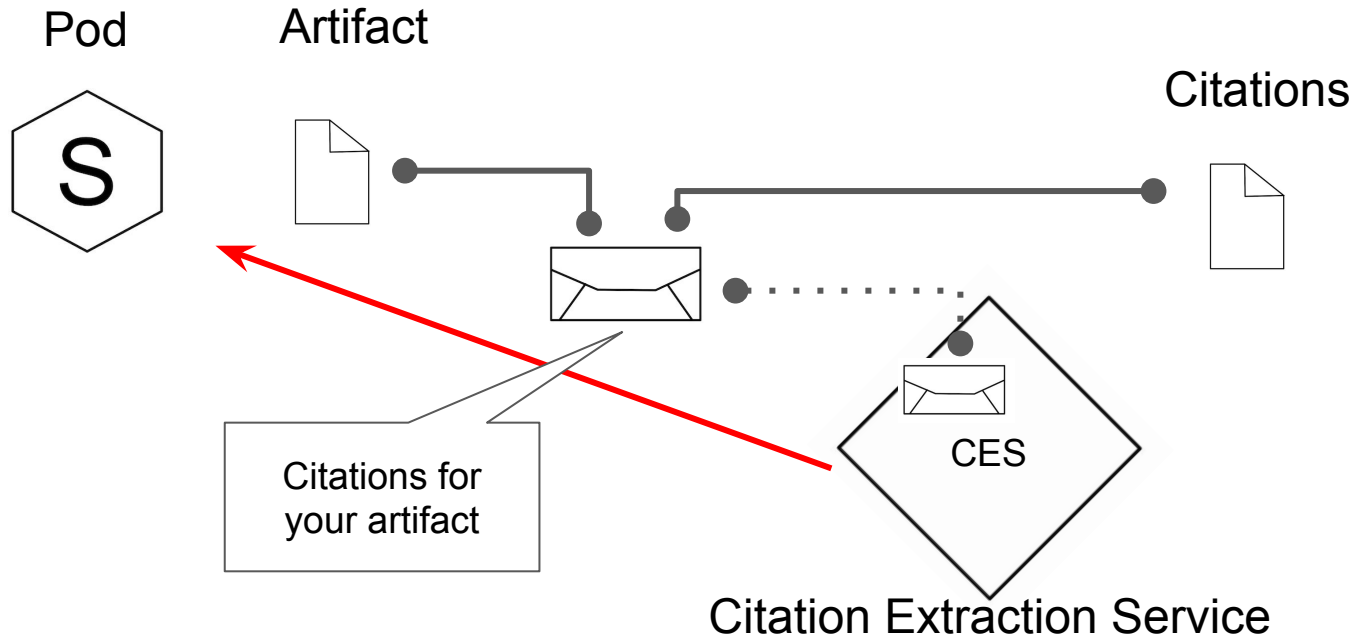 Pod
Artifact
Citations
S
CES
Citations for
your artifact
Citation Extraction Service